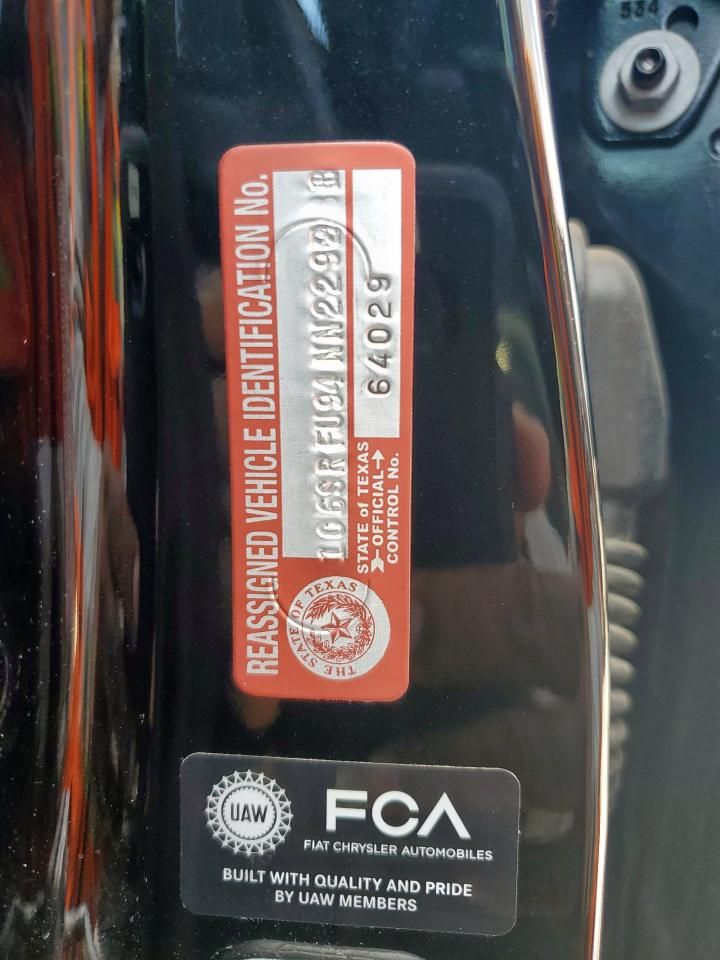 534
REASSIGNED VEHICLE IDENTIFICATION No.
64029
STATE of TEXAS
OFFICIAL
CONTROL No.
THE STATE OF TEXAS
UAW
FCA
FIAT CHRYSLER AUTOMOBILES
BUILT WITH QUALITY AND PRIDE
BY UAW MEMBERS